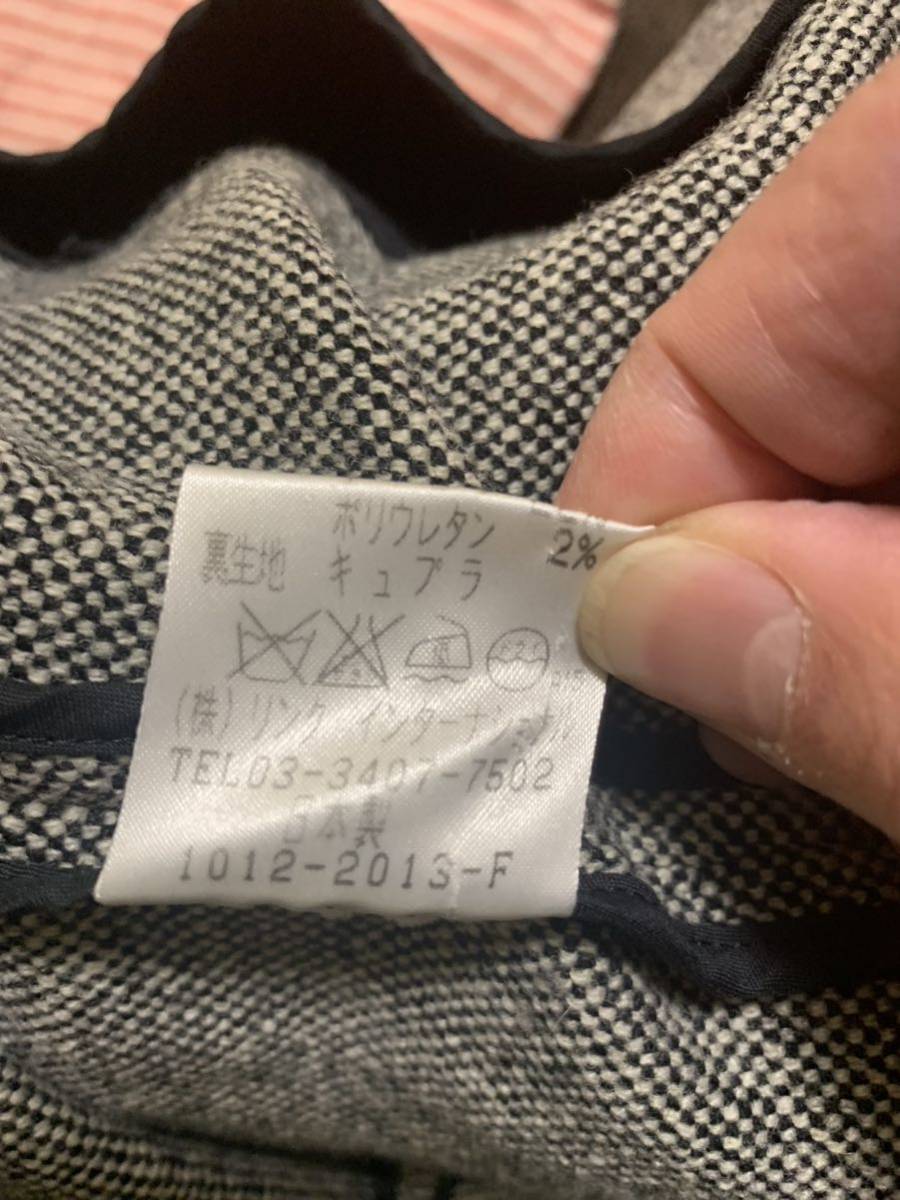 ポリウレタン 2%
裏生地 キュプラ
(株)リンク インターナショナル
TEL03-3407-7502
日本製
1012-2013-F